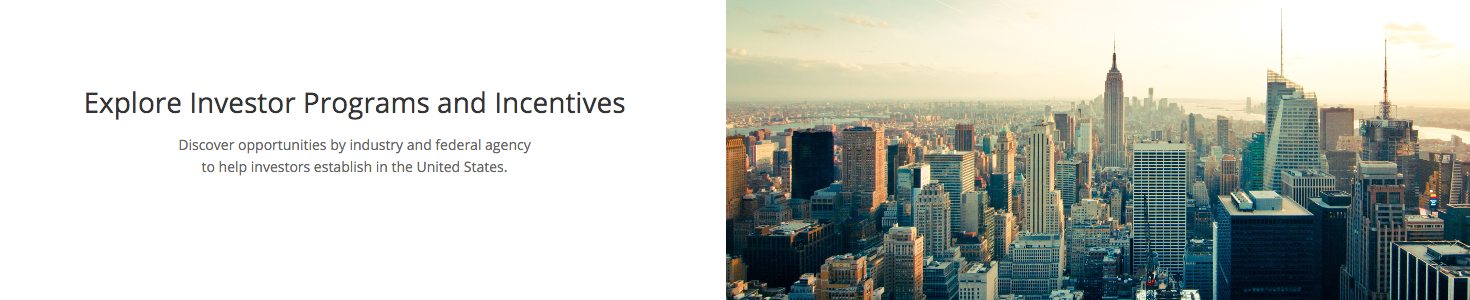 Explore Investor Programs and Incentives
Discover opportunities by industry and federal agency
to help investors establish in the United States.